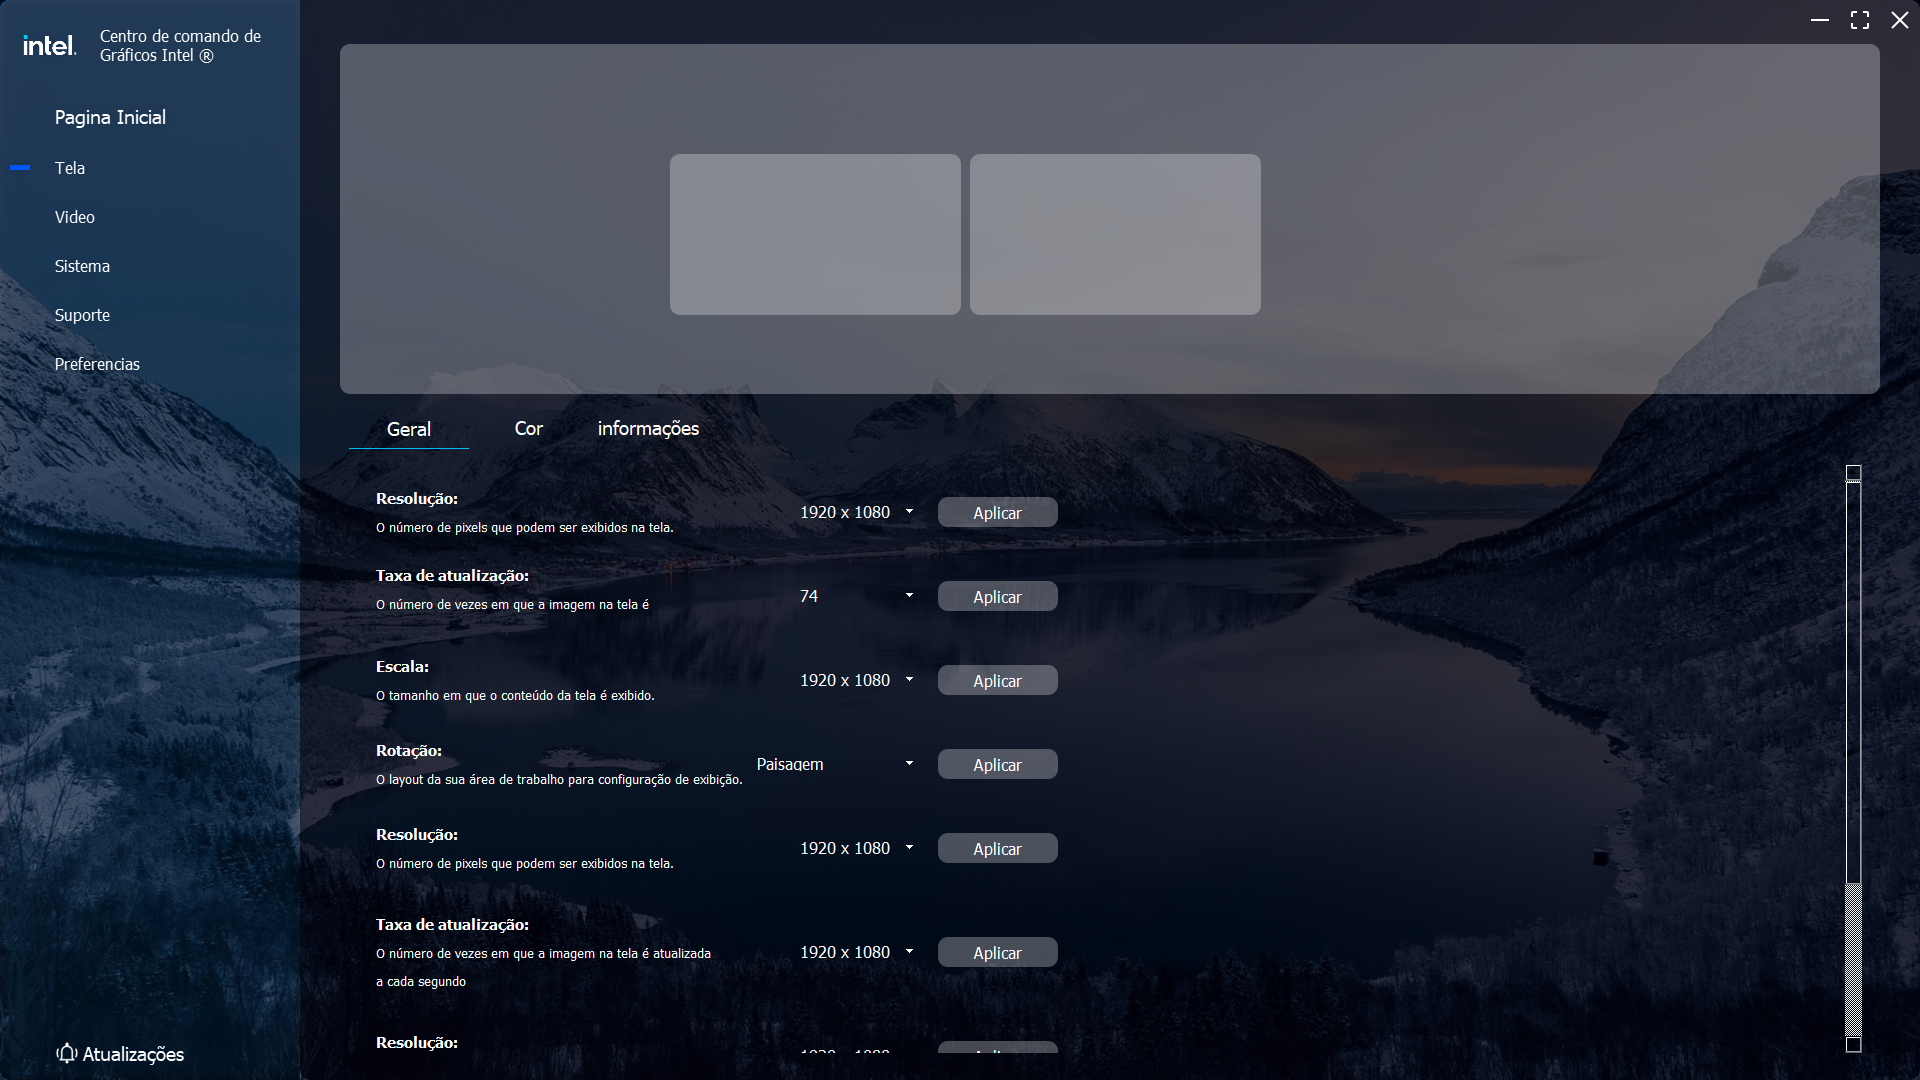 intel.
Centro de comando de
Gráficos Intel ®
Pagina Inicial
Tela
Video
Sistema
Suporte
Preferencias
Atualizações
Geral
Cor
informações
Resolução:
O número de pixels que podem ser exibidos na tela.
1920 x 1080
Aplicar
Taxa de atualização:
O número de vezes em que a imagem na tela é
74
Aplicar
Escala:
O tamanho em que o conteúdo da tela é exibido.
1920 x 1080
Aplicar
Rotação:
O layout da sua área de trabalho para configuração de exibição.
Paisagem
Aplicar
Resolução:
O número de pixels que podem ser exibidos na tela.
1920 x 1080
Aplicar
Taxa de atualização:
O número de vezes em que a imagem na tela é atualizada
a cada segundo
1920 x 1080
Aplicar
Resolução: